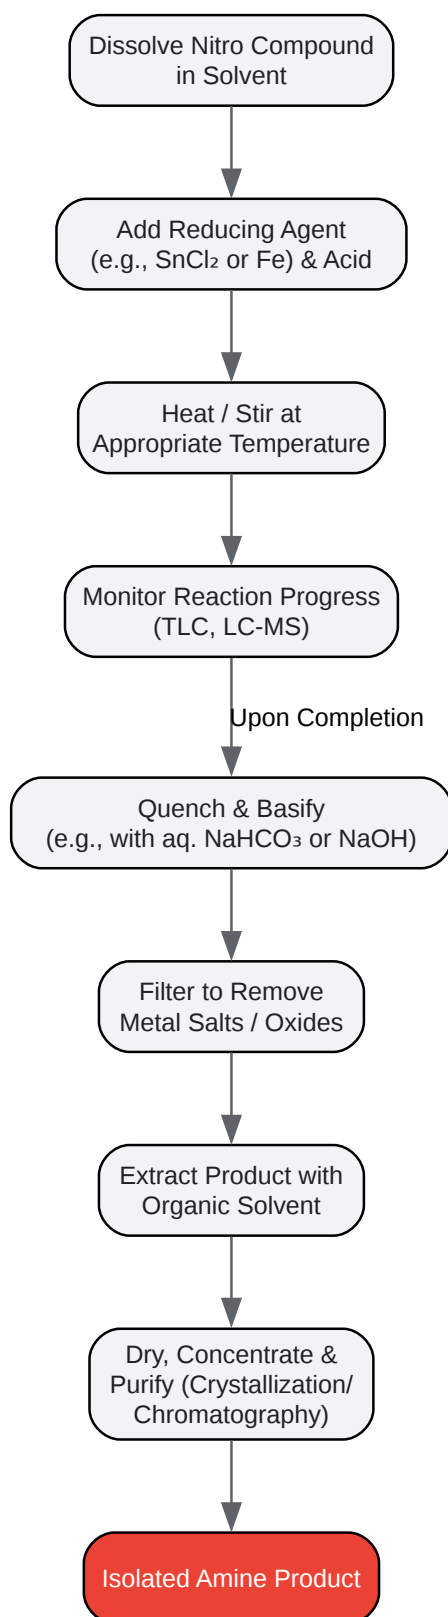 Dissolve Nitro Compound
in Solvent
Add Reducing Agent
(e.g., SnCl₂ or Fe) & Acid
Heat / Stir at
Appropriate Temperature
Monitor Reaction Progress
(TLC, LC-MS)
Upon Completion
Quench & Basify
(e.g., with aq. NaHCO₃ or NaOH)
Filter to Remove
Metal Salts / Oxides
Extract Product with
Organic Solvent
Dry, Concentrate &
Purify (Crystallization/
Chromatography)
Isolated Amine Product